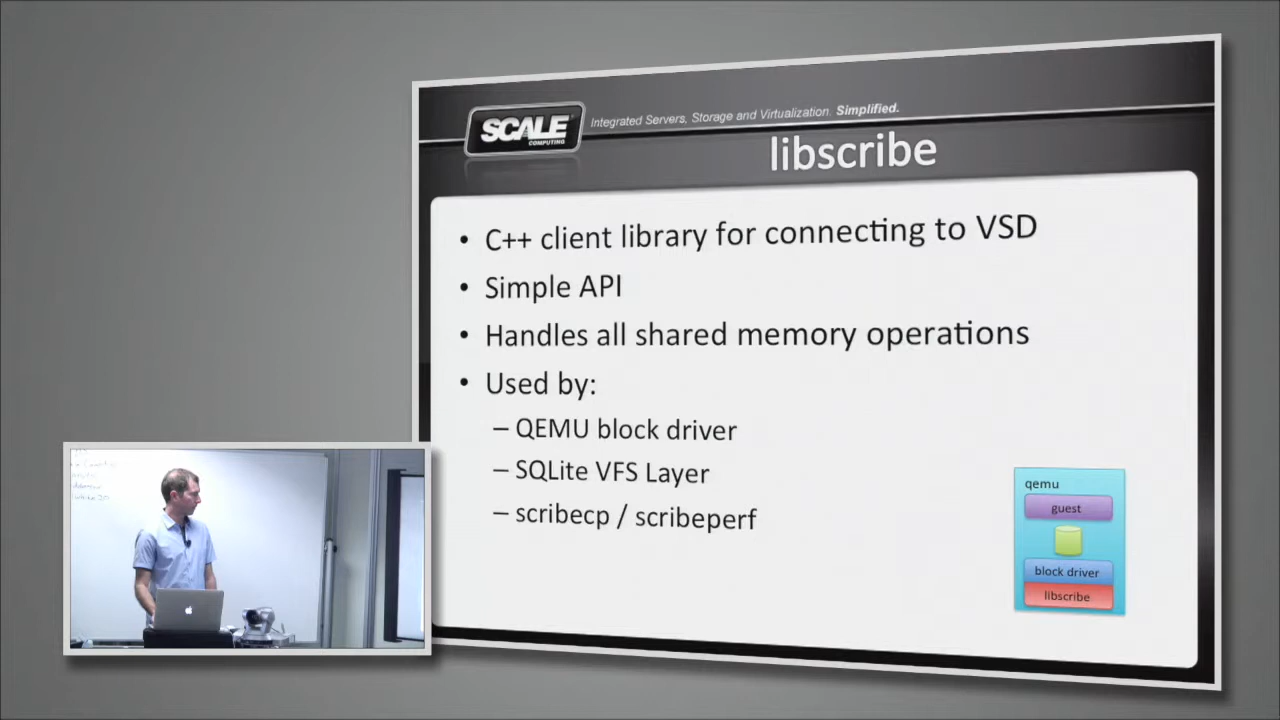 SCALE
COMPUTING
Integrated Servers, Storage and Virtualization. Simplified.
libscribe
• C++ client library for connecting to VSD
• Simple API
• Handles all shared memory operations
• Used by:
– QEMU block driver
– SQLite VFS Layer
– scribecp / scribeperf
qemu
guest
block driver
libscribe